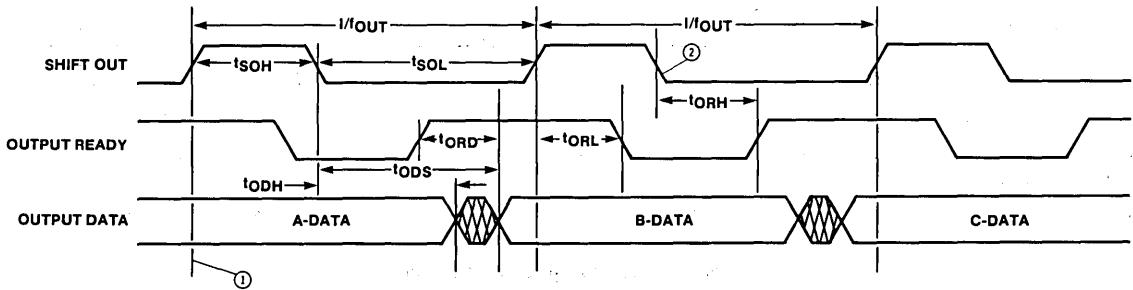 I/fOUT I/fOUT
SHIFT OUT
tSOH tSOL ②
tORH
OUTPUT READY
tORD tORL
tODS
tODH
OUTPUT DATA A-DATA B-DATA C-DATA
①